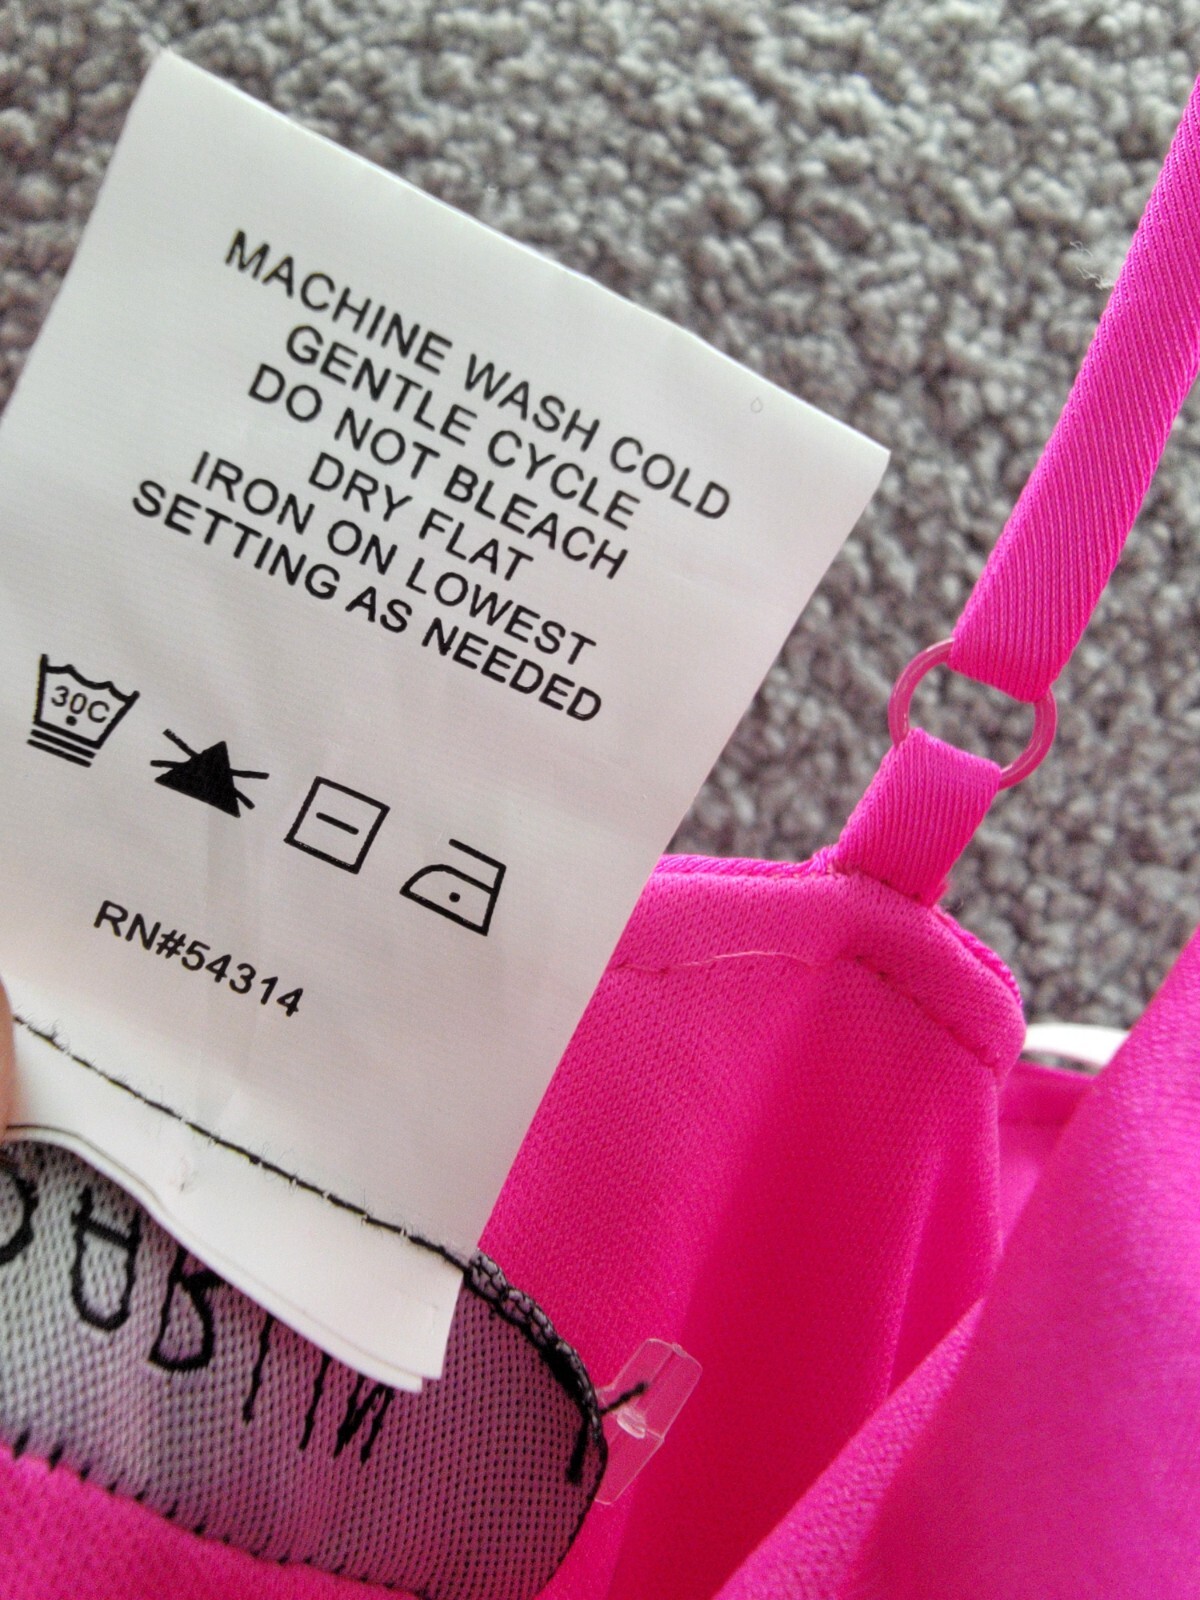 MACHINE WASH COLD
GENTLE CYCLE
DO NOT BLEACH
DRY FLAT
IRON ON LOWEST
SETTING AS NEEDED
30C
RN#54314